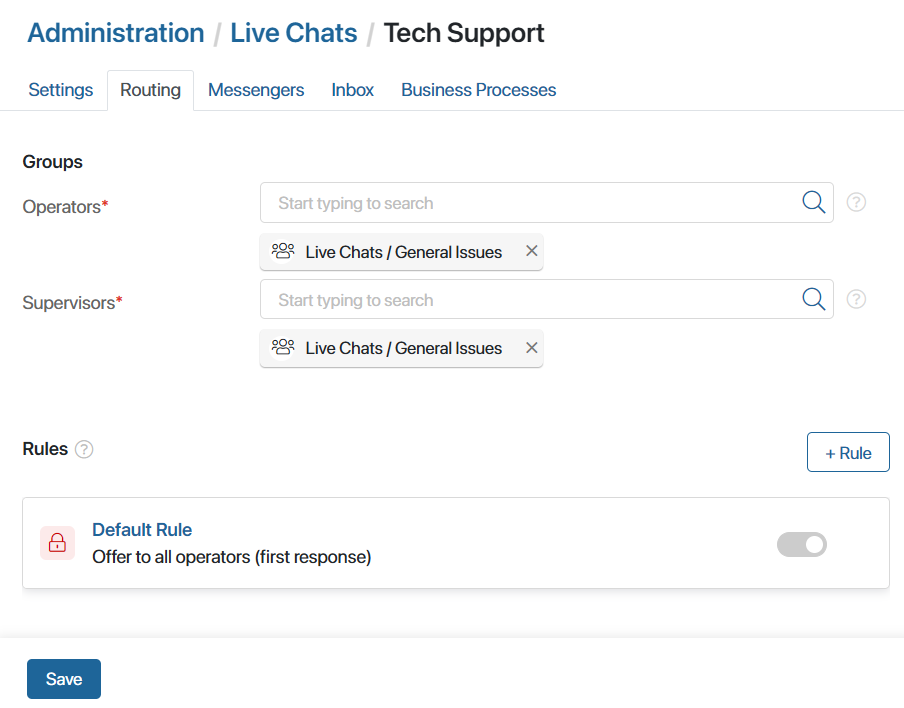 Administration / Live Chats / Tech Support
Settings Routing Messengers Inbox Business Processes
Groups
Operators* Start typing to search ?
Live Chats / General Issues
Supervisors* Start typing to search ?
Live Chats / General Issues
Rules ? + Rule
Default Rule
Offer to all operators (first response)
Save